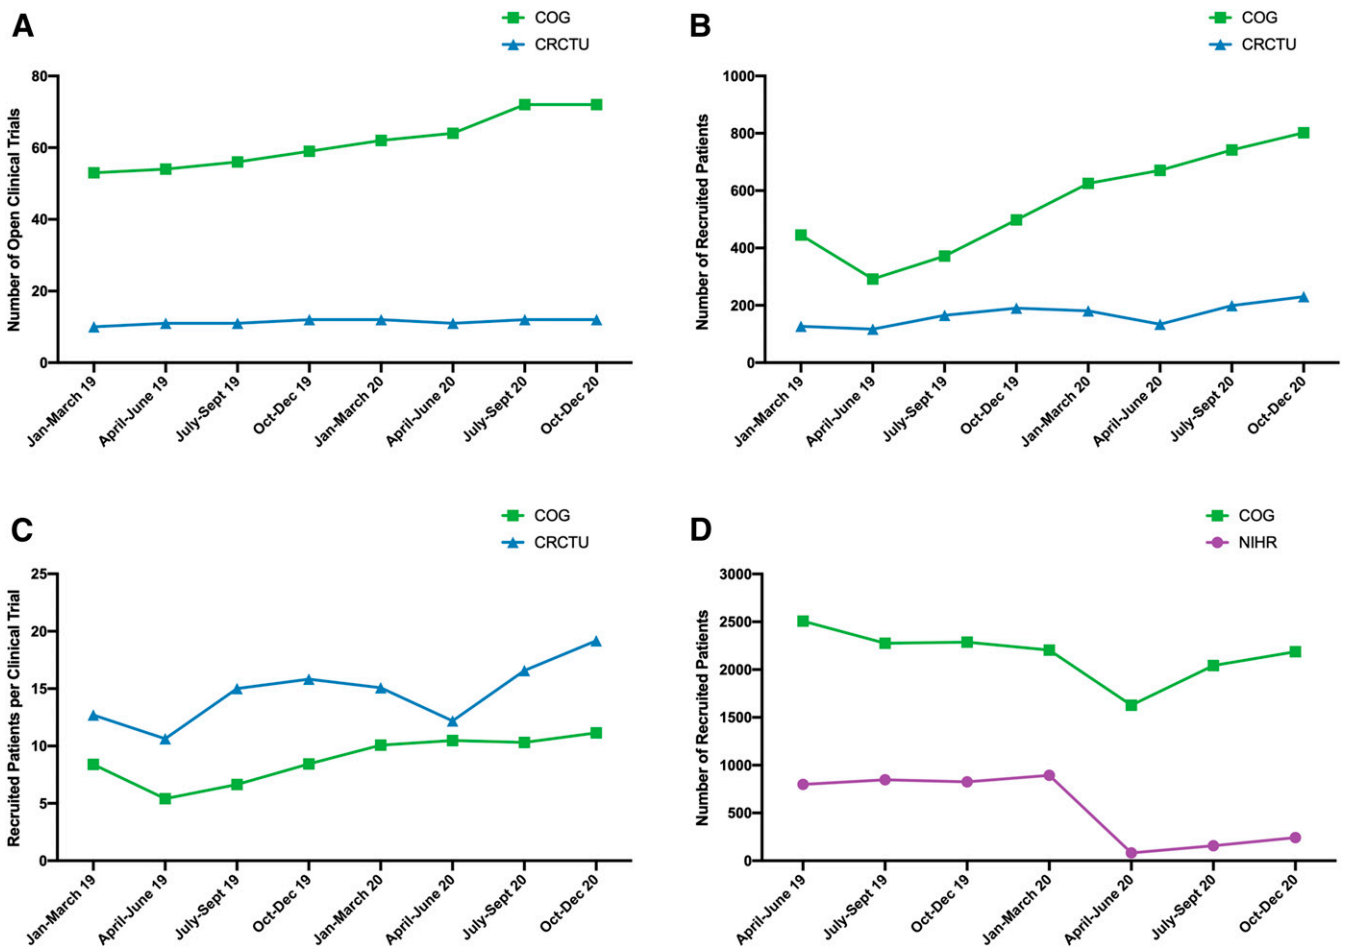 A
COG
CRCTU
Number of Open Clinical Trials
80
60
40
20
0
Jan-March 19
April-June 19
July-Sept 19
Oct-Dec 19
Jan-March 20
April-June 20
July-Sept 20
Oct-Dec 20
B
COG
CRCTU
Number of Recruited Patients
1000
800
600
400
200
0
Jan-March 19
April-June 19
July-Sept 19
Oct-Dec 19
Jan-March 20
April-June 20
July-Sept 20
Oct-Dec 20
C
COG
CRCTU
Recruited Patients per Clinical Trial
25
20
15
10
5
0
Jan-March 19
April-June 19
July-Sept 19
Oct-Dec 19
Jan-March 20
April-June 20
July-Sept 20
Oct-Dec 20
D
COG
NIHR
Number of Recruited Patients
3000
2500
2000
1500
1000
500
0
April-June 19
July-Sept 19
Oct-Dec 19
Jan-March 20
April-June 20
July-Sept 20
Oct-Dec 20